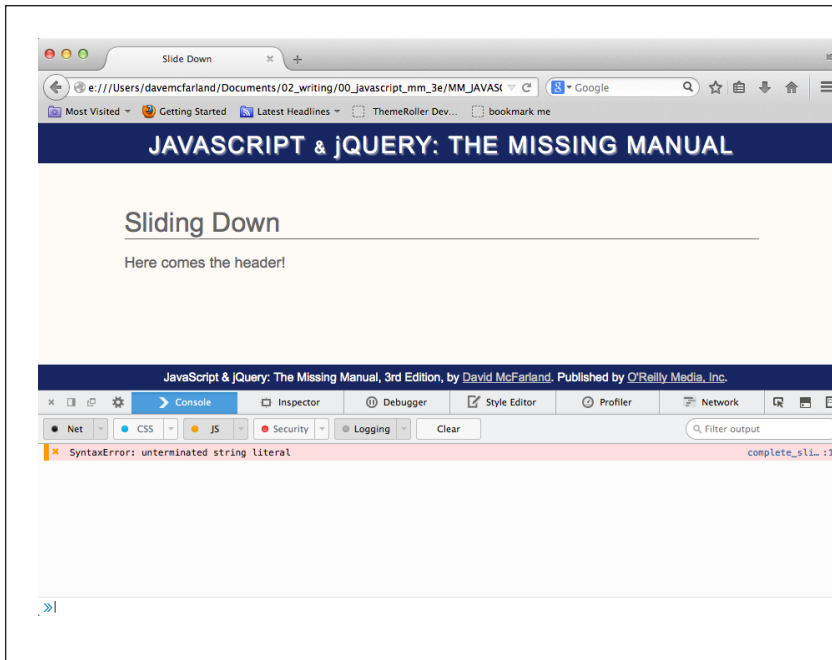 Slide Down
e:///Users/davemcfarland/Documents/02_writing/00_javascript_mm_3e/MM_JAVASC
Google
Most Visited Getting Started Latest Headlines ThemeRoller Dev... bookmark me
JAVASCRIPT & jQUERY: THE MISSING MANUAL
Sliding Down
Here comes the header!
JavaScript & jQuery: The Missing Manual, 3rd Edition, by David McFarland. Published by O'Reilly Media, Inc.
Console Inspector Debugger Style Editor Profiler Network
Net CSS JS Security Logging Clear Filter output
SyntaxError: unterminated string literal complete_sli… :1